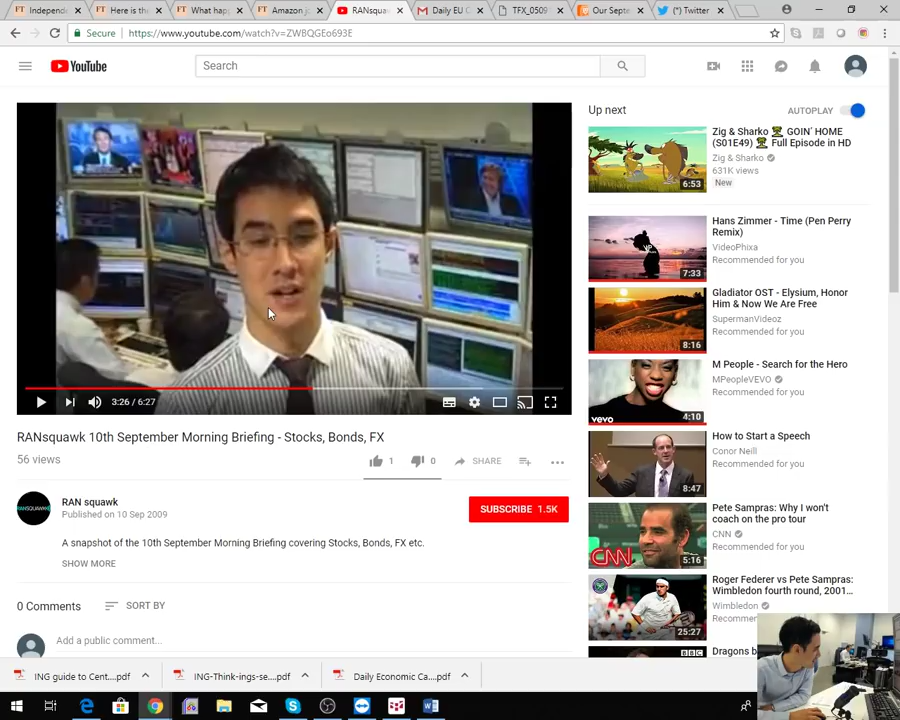 Independ
Here is the
What hap
Amazon jo
RANsqua
Daily EU C
TFX_0509
Our Septe
(*) Twitter
Secure
https://www.youtube.com/watch?v=ZWBQGEo693E
YouTube
Search
Up next
AUTOPLAY
Zig & Sharko GOIN' HOME
(S01E49) Full Episode in HD
Zig & Sharko
631K views
New
6:53
Hans Zimmer - Time (Pen Perry
Remix)
VideoPhixa
Recommended for you
7:33
Gladiator OST - Elysium, Honor
Him & Now We Are Free
SupermanVideoz
Recommended for you
8:16
M People - Search for the Hero
MPeopleVEVO
Recommended for you
vevo
4:10
How to Start a Speech
Conor Neill
Recommended for you
8:47
Pete Sampras: Why I won't
coach on the pro tour
CNN
Recommended for you
CNN
5:16
Roger Federer vs Pete Sampras:
Wimbledon fourth round, 2001...
Wimbledon
Recommen
25:27
Dragons b
BBC
3:26 / 6:27
RANsquawk 10th September Morning Briefing - Stocks, Bonds, FX
56 views
1
0
SHARE
RANSQUAWK
RAN squawk
Published on 10 Sep 2009
SUBSCRIBE 1.5K
A snapshot of the 10th September Morning Briefing covering Stocks, Bonds, FX etc.
SHOW MORE
0 Comments
SORT BY
Add a public comment...
ING guide to Cent....pdf
ING-Think-ings-se....pdf
Daily Economic Ca....pdf